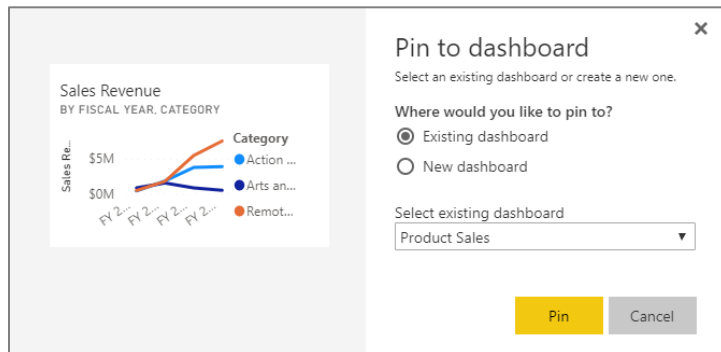 Sales Revenue
BY FISCAL YEAR, CATEGORY
Sales Re...
$5M
$0M
FY 2... FY 2... FY 2... FY 2...
Category
Action ...
Arts an...
Remot...
Pin to dashboard
Select an existing dashboard or create a new one.
Where would you like to pin to?
Existing dashboard
New dashboard
Select existing dashboard
Product Sales
Pin Cancel